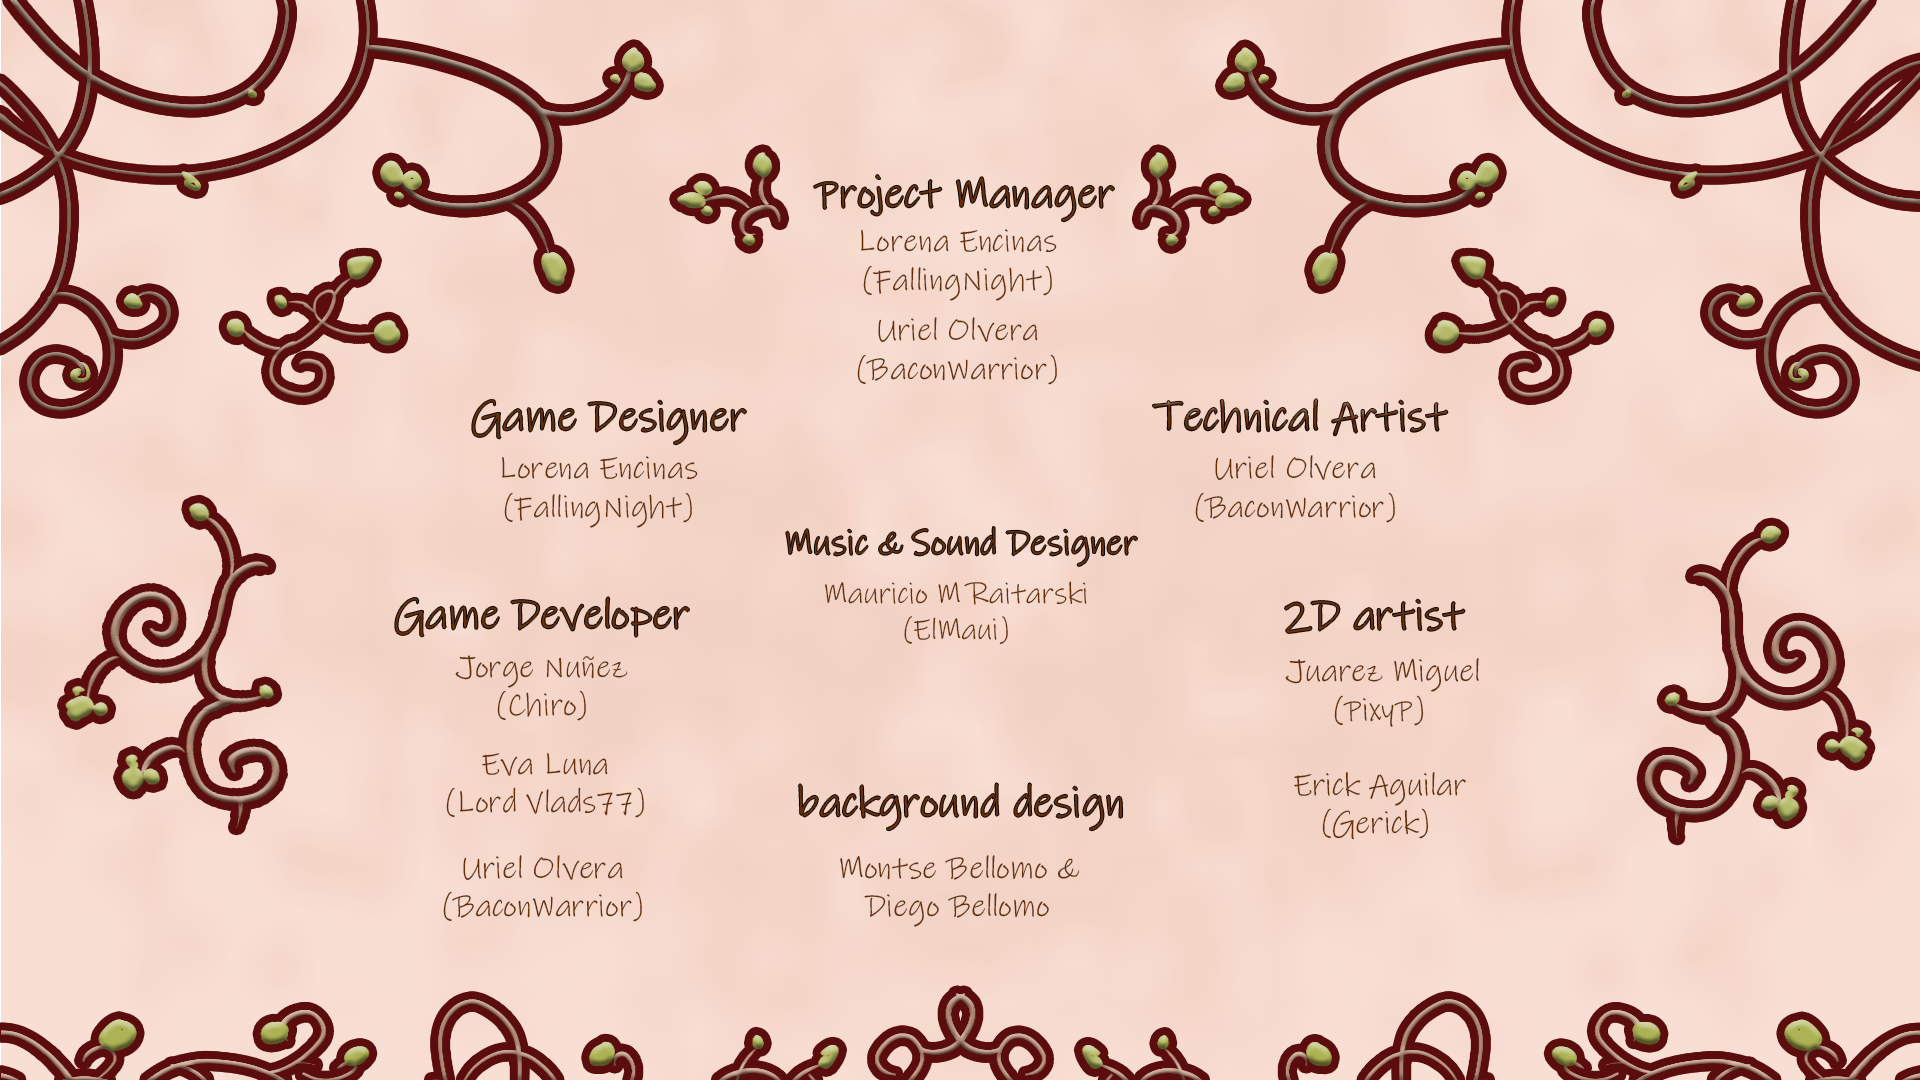 Project Manager
Lorena Encinas
(FallingNight)
Uriel Olvera
(BaconWarrior)
Game Designer
Lorena Encinas
(FallingNight)
Technical Artist
Uriel Olvera
(BaconWarrior)
Music & Sound Designer
Mauricio M Raitarski
(ElMaui)
Game Developer
Jorge Nuñez
(Chiro)
Eva Luna
(Lord Vlads77)
Uriel Olvera
(BaconWarrior)
2D artist
Juarez Miguel
(PixyP)
Erick Aguilar
(Gerick)
background design
Montse Bellomo &
Diego Bellomo